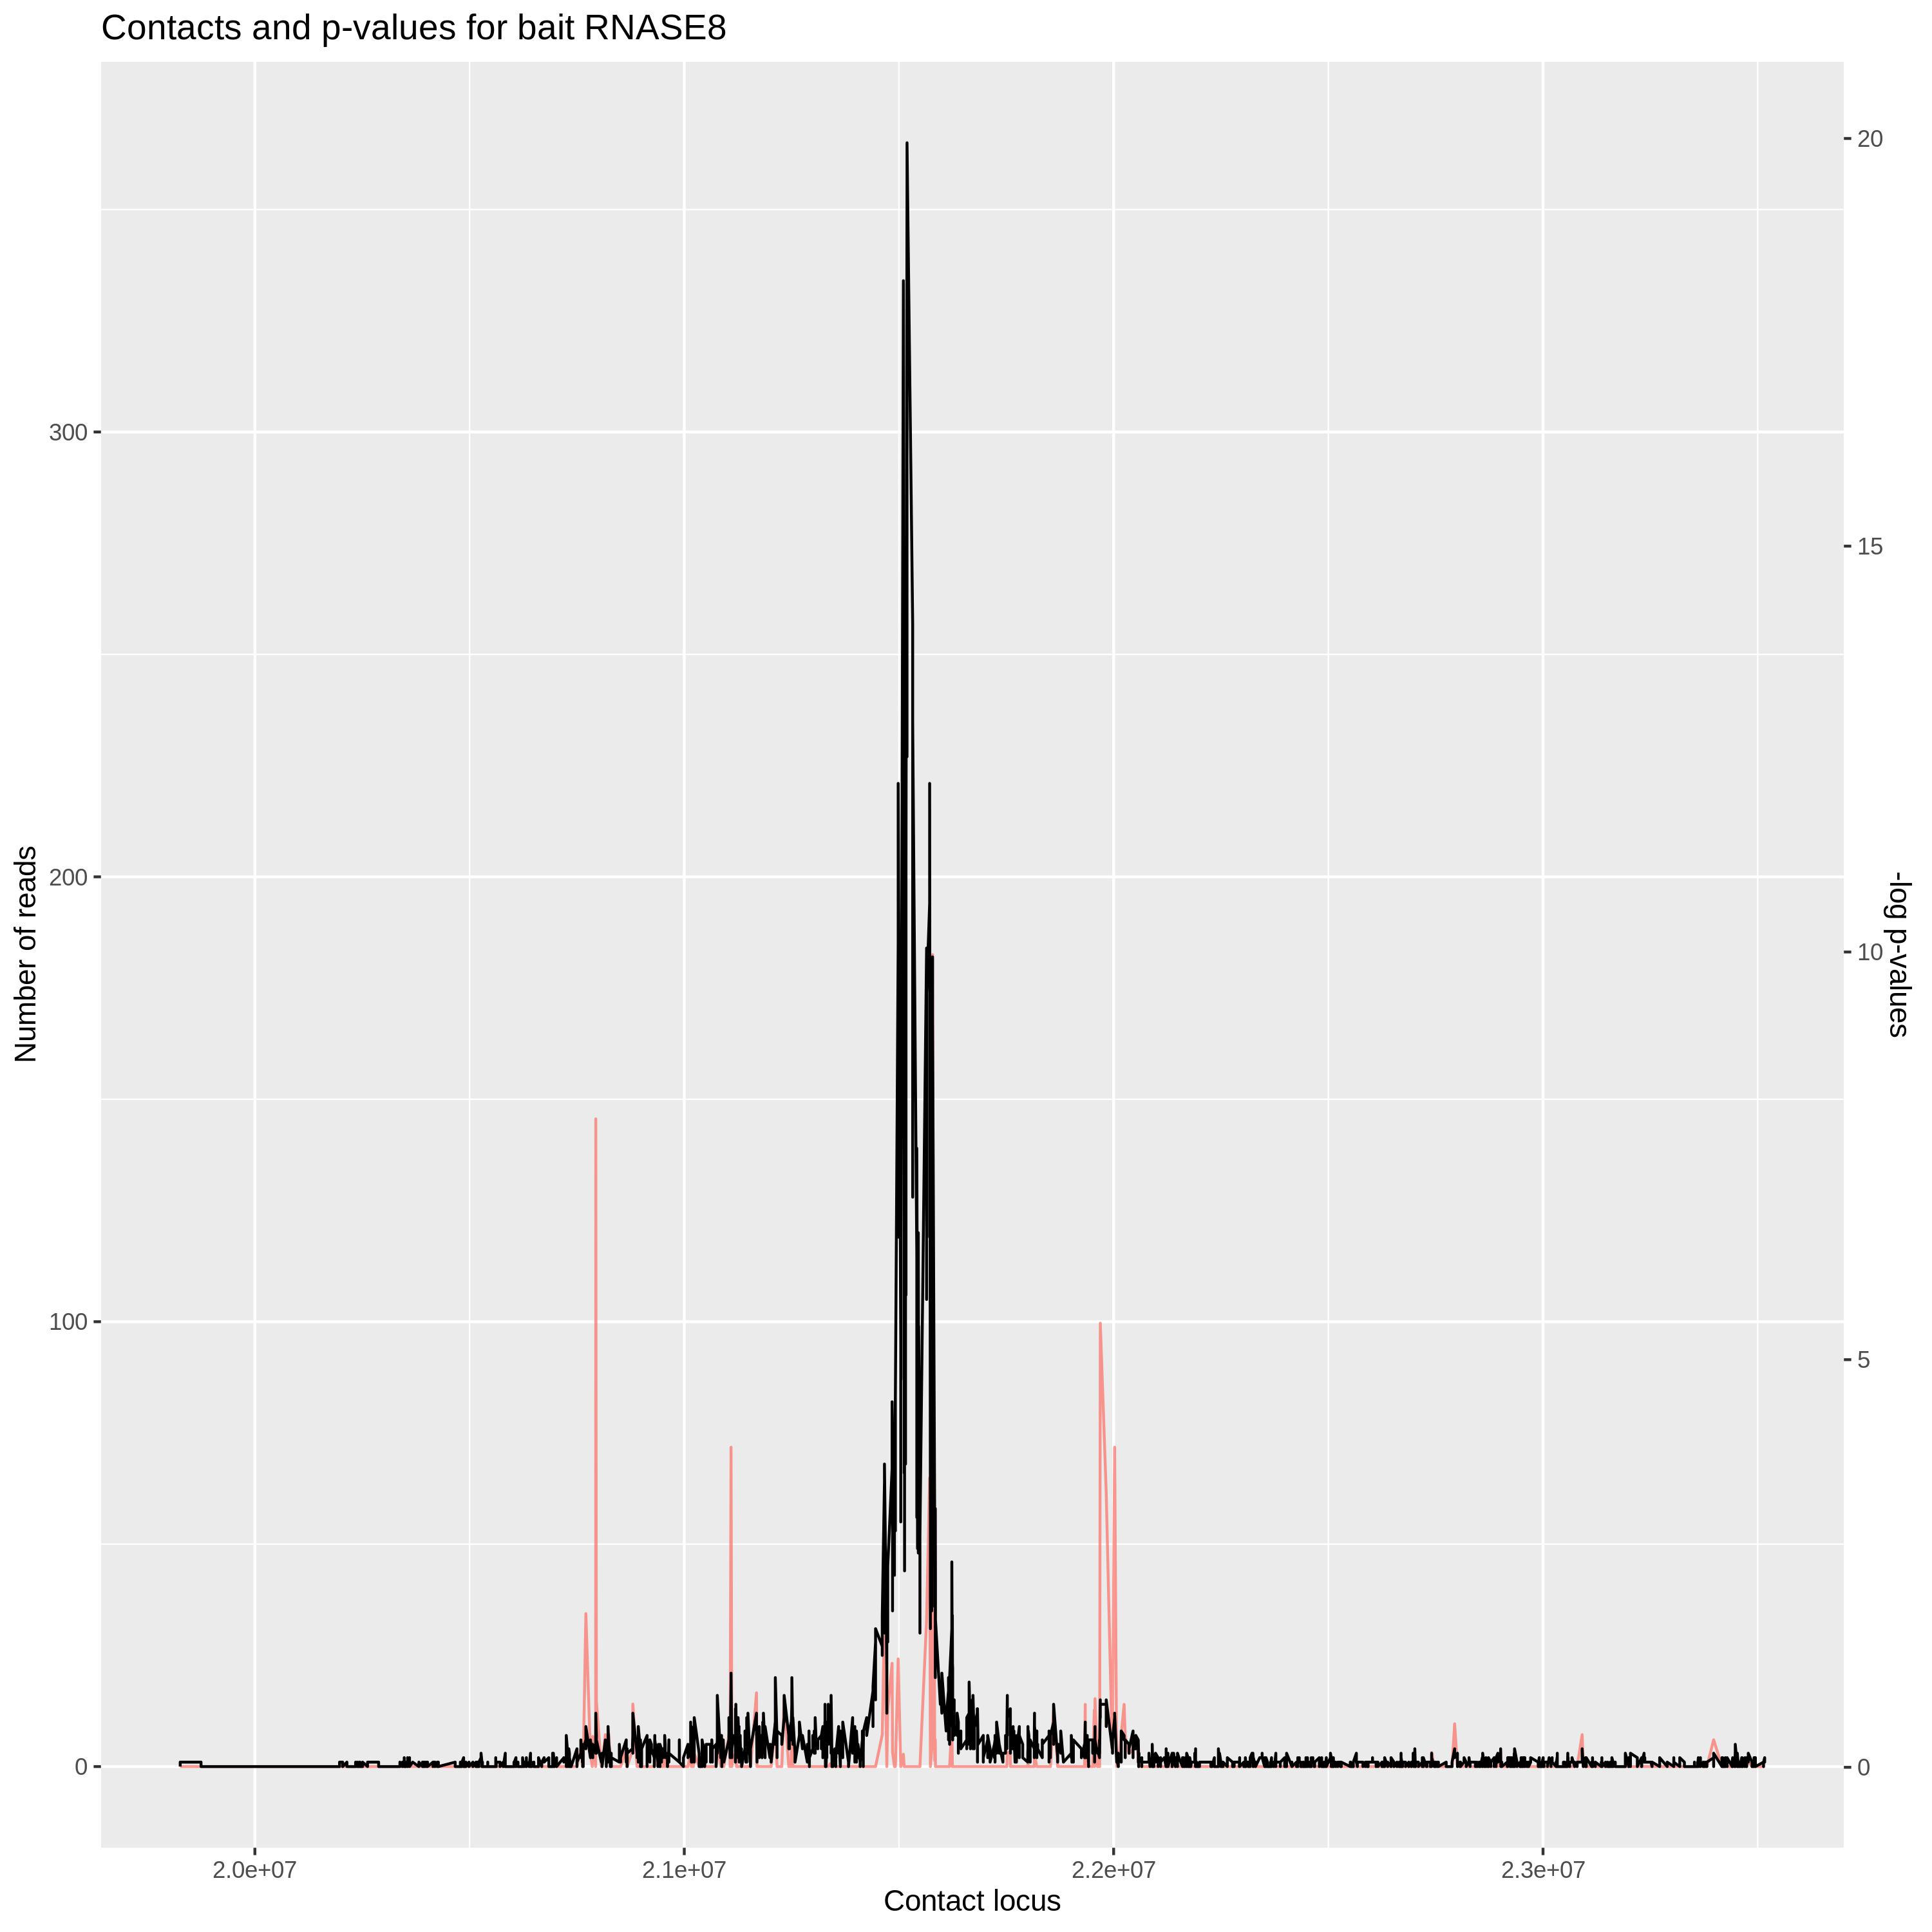 Contacts and p-values for bait RNASE8
Number of reads
300
200
100
0
20
15
10
5
0
-log p-values
2.0e+07
2.1e+07
2.2e+07
2.3e+07
Contact locus